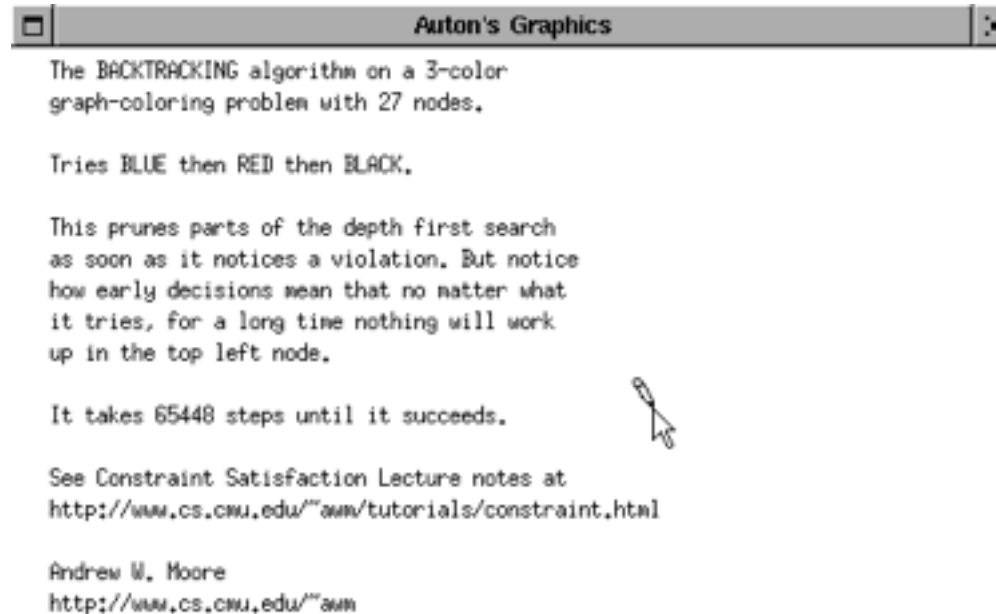 Auton's Graphics
The BACKTRACKING algorithm on a 3-color
graph-coloring problem with 27 nodes.
Tries BLUE then RED then BLACK.
This prunes parts of the depth first search
as soon as it notices a violation. But notice
how early decisions mean that no matter what
it tries, for a long time nothing will work
up in the top left node.
It takes 65448 steps until it succeeds.
See Constraint Satisfaction Lecture notes at
http://www.cs.cmu.edu/~awm/tutorials/constraint.html
Andrew W. Moore
http://www.cs.cmu.edu/~awm